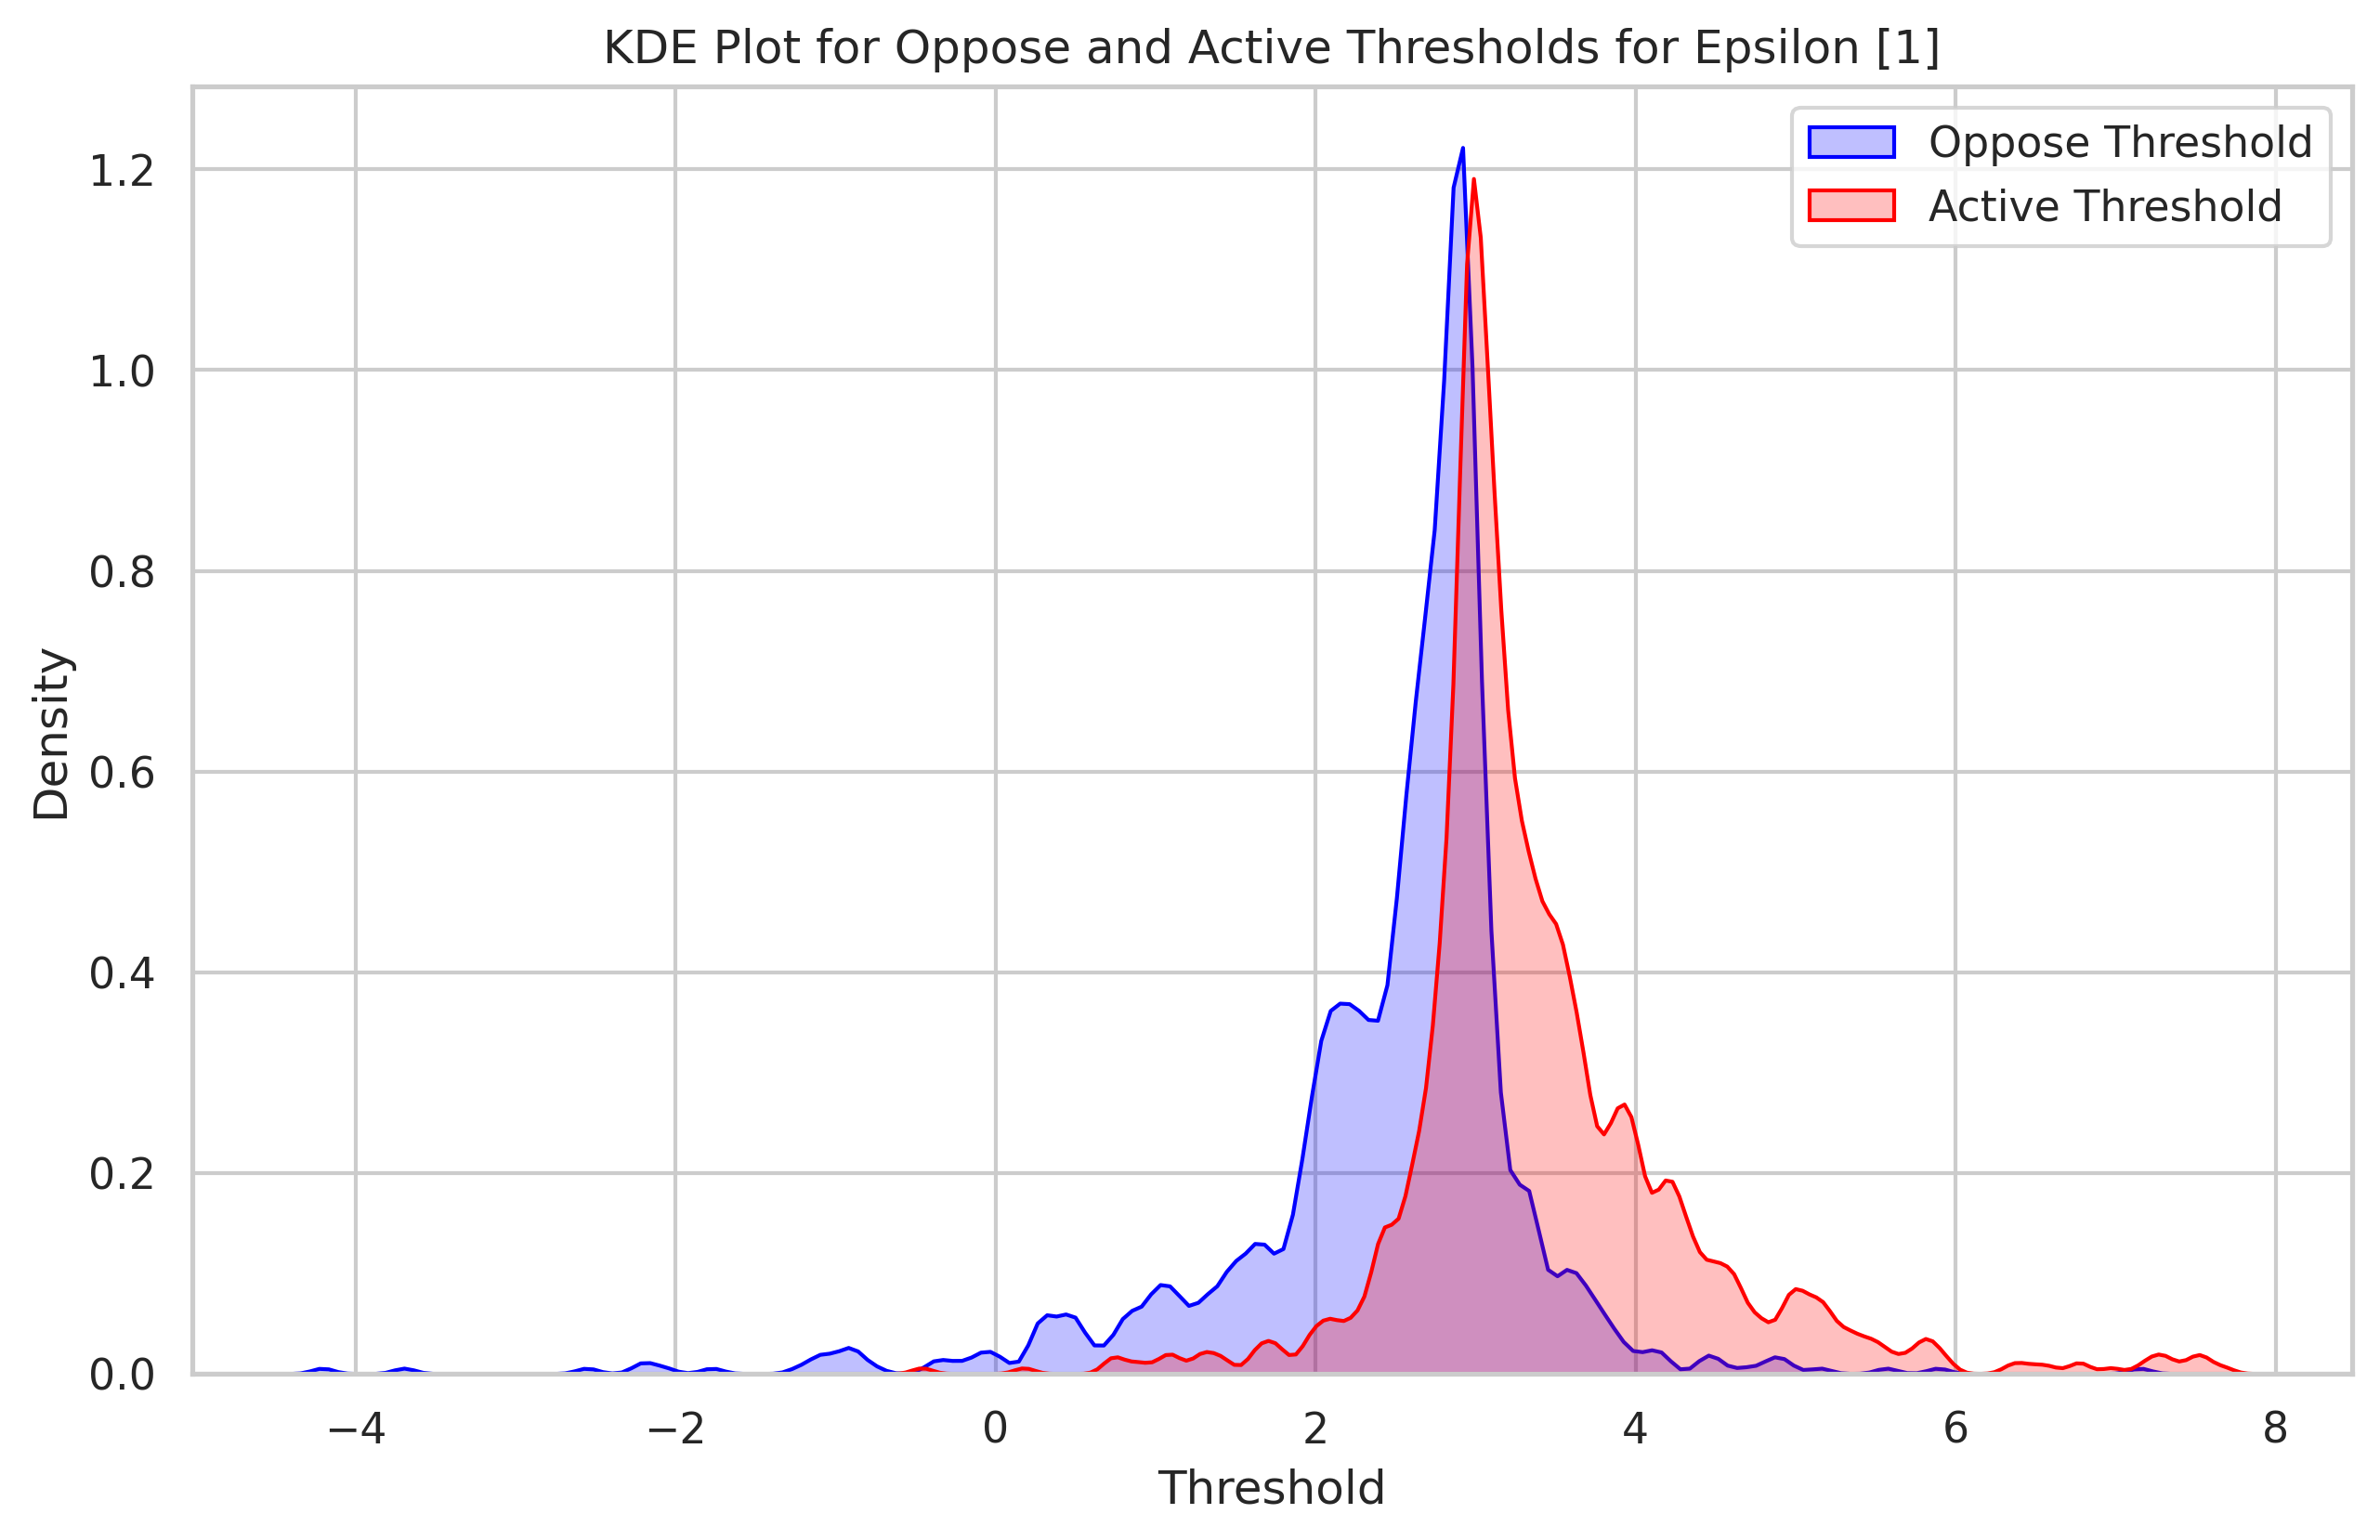 KDE Plot for Oppose and Active Thresholds for Epsilon [1]
Oppose Threshold
Active Threshold
Density
1.2
1.0
0.8
0.6
0.4
0.2
0.0
−4
−2
0
2
4
6
8
Threshold